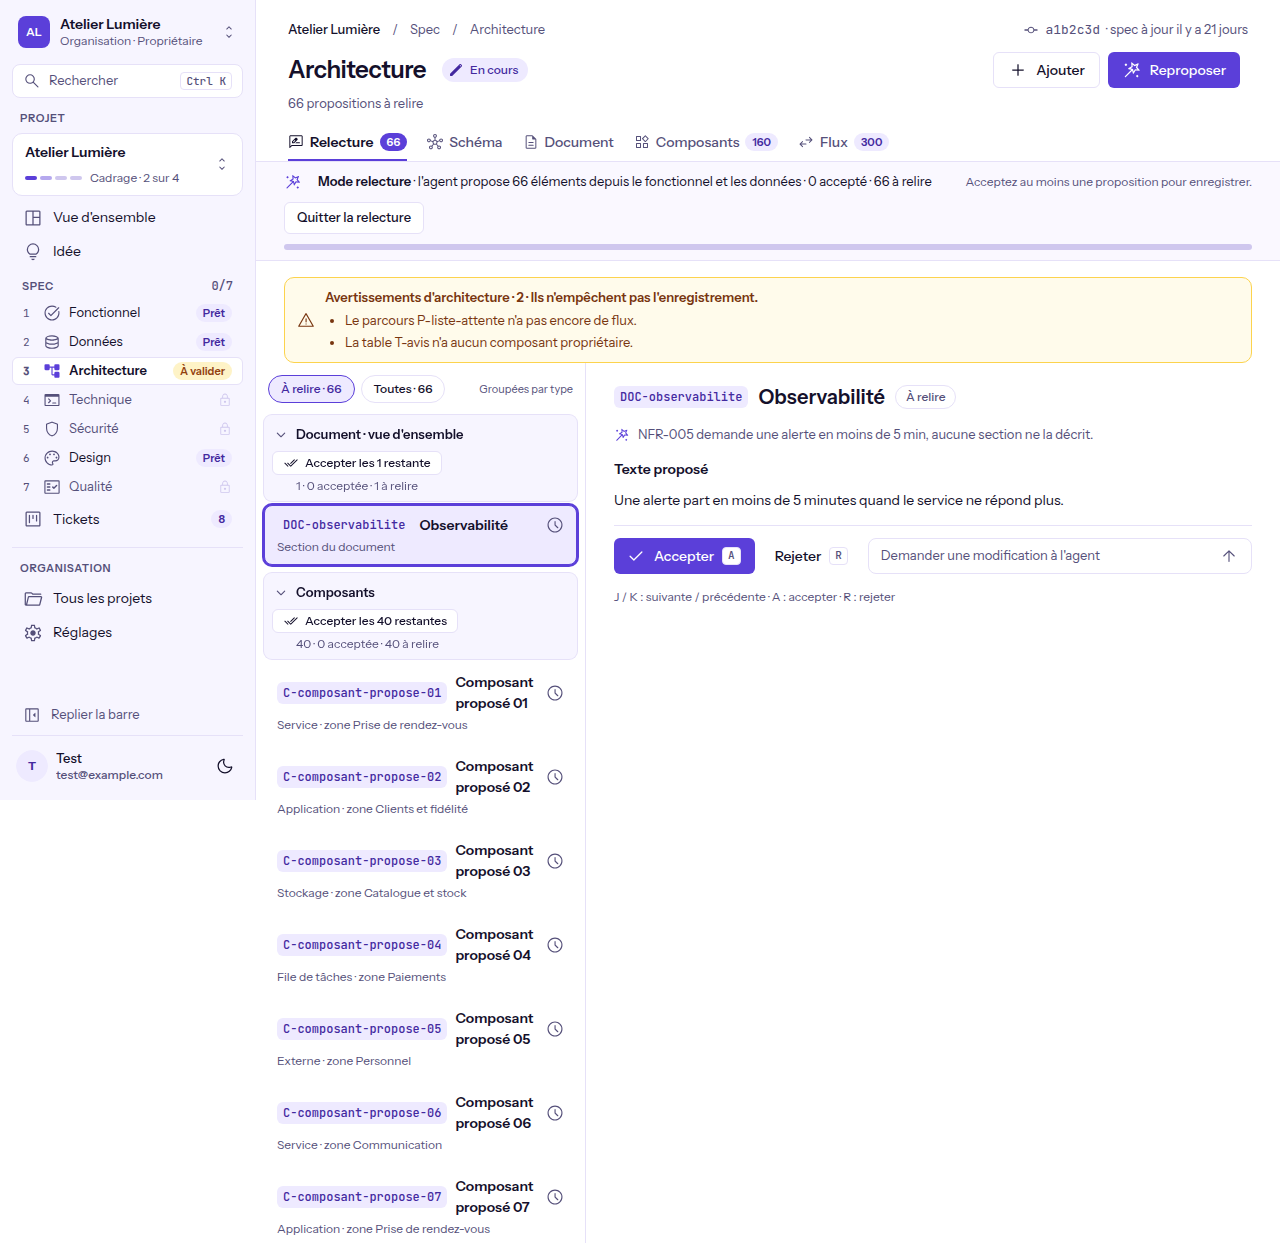 AL
Atelier Lumière
Organisation · Propriétaire
Rechercher
Ctrl K
PROJET
Atelier Lumière
Cadrage · 2 sur 4
Vue d'ensemble
Idée
SPEC 0/7
1 Fonctionnel Prêt
2 Données Prêt
3 Architecture À valider
4 Technique
5 Sécurité
6 Design Prêt
7 Qualité
Tickets 8
ORGANISATION
Tous les projets
Réglages
Replier la barre
T
Test
test@example.com
Atelier Lumière / Spec / Architecture
a1b2c3d · spec à jour il y a 21 jours
Architecture
En cours
Ajouter
Reproposer
66 propositions à relire
Relecture 66
Schéma
Document
Composants 160
Flux 300
Mode relecture · l'agent propose 66 éléments depuis le fonctionnel et les données · 0 accepté · 66 à relire
Acceptez au moins une proposition pour enregistrer.
Quitter la relecture
Avertissements d'architecture · 2 · Ils n'empêchent pas l'enregistrement.
• Le parcours P-liste-attente n'a pas encore de flux.
• La table T-avis n'a aucun composant propriétaire.
À relire · 66
Toutes · 66
Groupées par type
Document · vue d'ensemble
Accepter les 1 restante
1 · 0 acceptée · 1 à relire
DOC-observabilite Observabilité
Section du document
Composants
Accepter les 40 restantes
40 · 0 acceptée · 40 à relire
C-composant-propose-01 Composant proposé 01
Service · zone Prise de rendez-vous
C-composant-propose-02 Composant proposé 02
Application · zone Clients et fidélité
C-composant-propose-03 Composant proposé 03
Stockage · zone Catalogue et stock
C-composant-propose-04 Composant proposé 04
File de tâches · zone Paiements
C-composant-propose-05 Composant proposé 05
Externe · zone Personnel
C-composant-propose-06 Composant proposé 06
Service · zone Communication
C-composant-propose-07 Composant proposé 07
Application · zone Prise de rendez-vous
DOC-observabilite Observabilité À relire
NFR-005 demande une alerte en moins de 5 min, aucune section ne la décrit.
Texte proposé
Une alerte part en moins de 5 minutes quand le service ne répond plus.
Accepter A
Rejeter R
Demander une modification à l'agent
J / K : suivante / précédente · A : accepter · R : rejeter